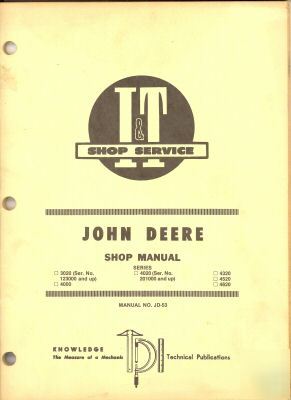 I&T
SHOP SERVICE
JOHN DEERE
SHOP MANUAL
SERIES
□ 3020 (Ser. No. □ 4020 (Ser. No. □ 4320
123000 and up) 201000 and up) □ 4520
□ 4000 □ 4620
MANUAL NO. JD-53
KNOWLEDGE
The Measure of a Mechanic Technical Publications